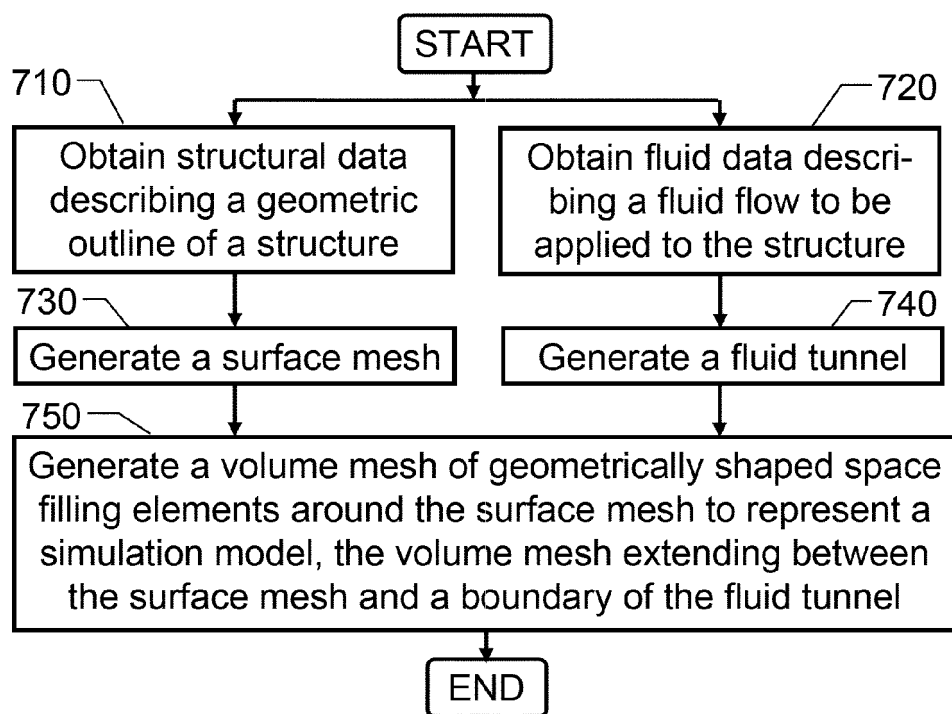 START
710
720
Obtain structural data
describing a geometric
outline of a structure
Obtain fluid data descri-
bing a fluid flow to be
applied to the structure
730
740
Generate a surface mesh
Generate a fluid tunnel
750
Generate a volume mesh of geometrically shaped space
filling elements around the surface mesh to represent a
simulation model, the volume mesh extending between
the surface mesh and a boundary of the fluid tunnel
END